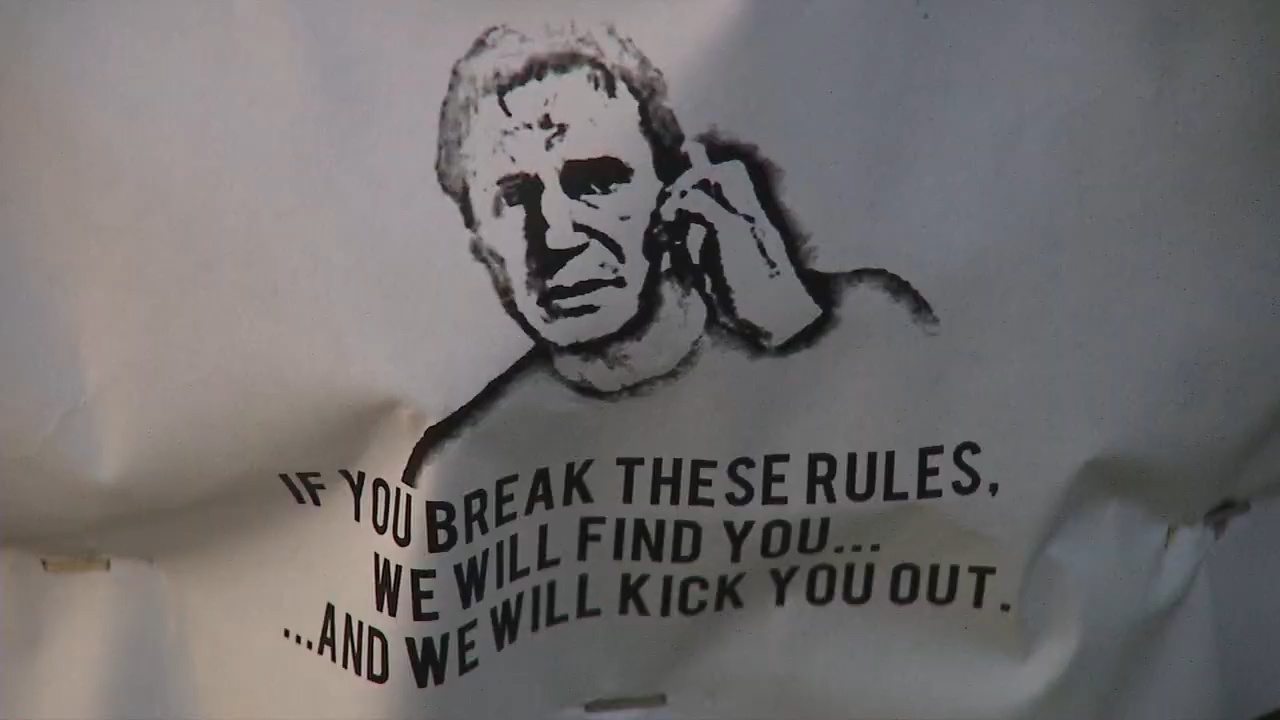 IF YOU BREAK THESE RULES,
WE WILL FIND YOU...
...AND WE WILL KICK YOU OUT.